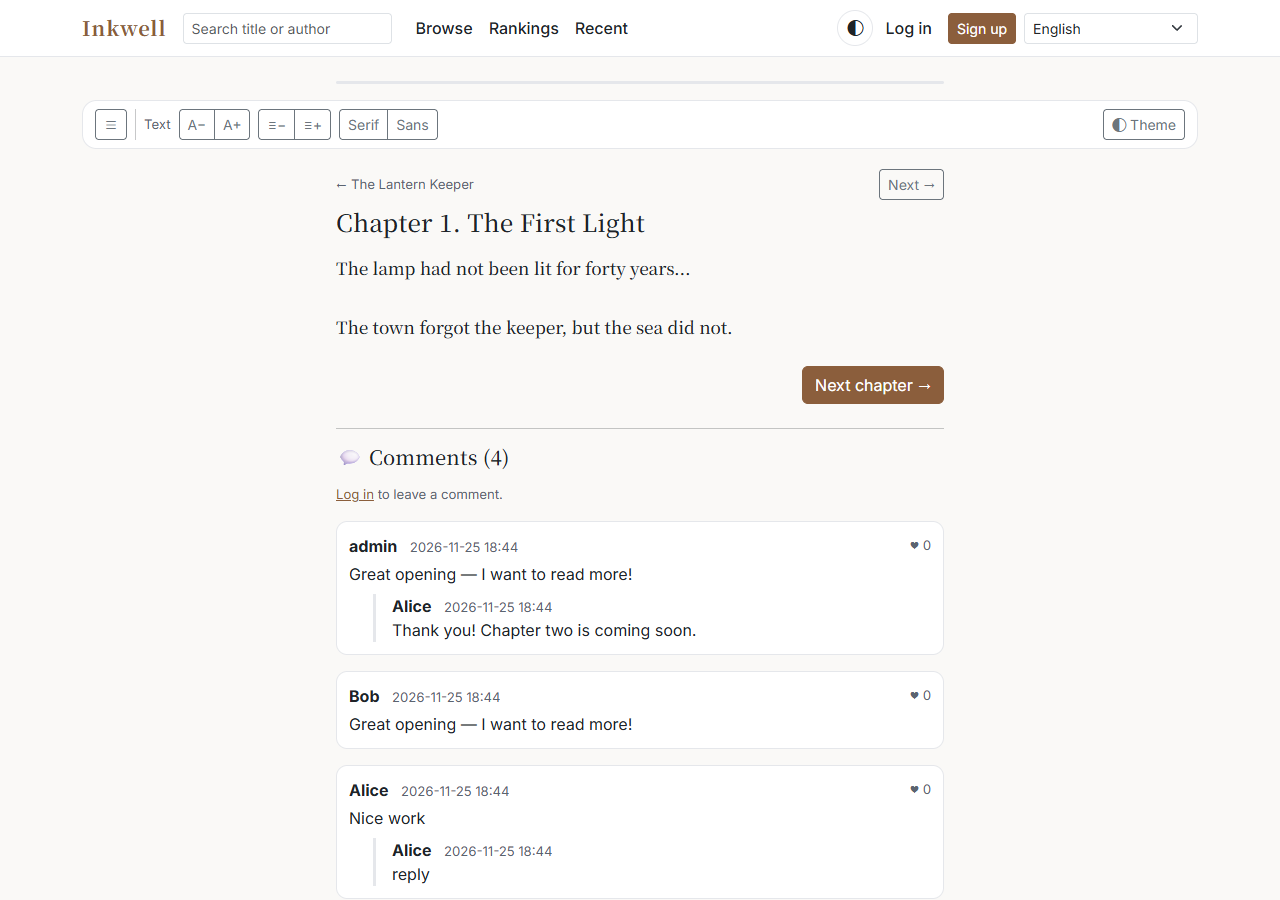 Inkwell Search title or author Browse Rankings Recent Log in Sign up English
Text A− A+ ≡− ≡+ Serif Sans Theme
← The Lantern Keeper Next →
Chapter 1. The First Light
The lamp had not been lit for forty years...
The town forgot the keeper, but the sea did not.
Next chapter →
Comments (4)
Log in to leave a comment.
admin 2026-11-25 18:44 ♥ 0
Great opening — I want to read more!
Alice 2026-11-25 18:44
Thank you! Chapter two is coming soon.
Bob 2026-11-25 18:44 ♥ 0
Great opening — I want to read more!
Alice 2026-11-25 18:44 ♥ 0
Nice work
Alice 2026-11-25 18:44
reply